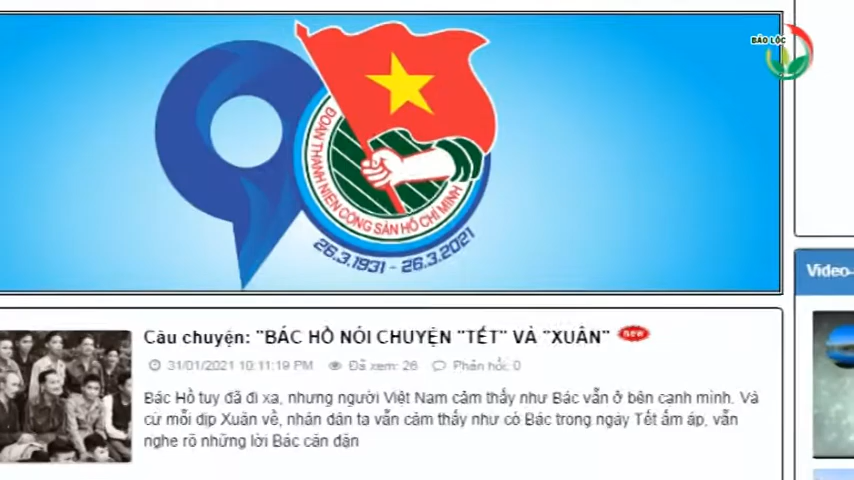 BẢO LỘC
ĐOÀN THANH NIÊN CỘNG SẢN HỒ CHÍ MINH
26.3.1931 - 26.3.2021
Video-
Câu chuyện: "BÁC HỒ NÓI CHUYỆN "TẾT" VÀ "XUÂN" new
31/01/2021 10:11:19 PM Đã xem: 26 Phản hồi: 0
Bác Hồ tuy đã đi xa, nhưng người Việt Nam cảm thấy như Bác vẫn ở bên cạnh mình. Và
cứ mỗi dịp Xuân về, nhân dân ta vẫn cảm thấy như có Bác trong ngày Tết ấm áp, vẫn
nghe rõ những lời Bác căn dặn